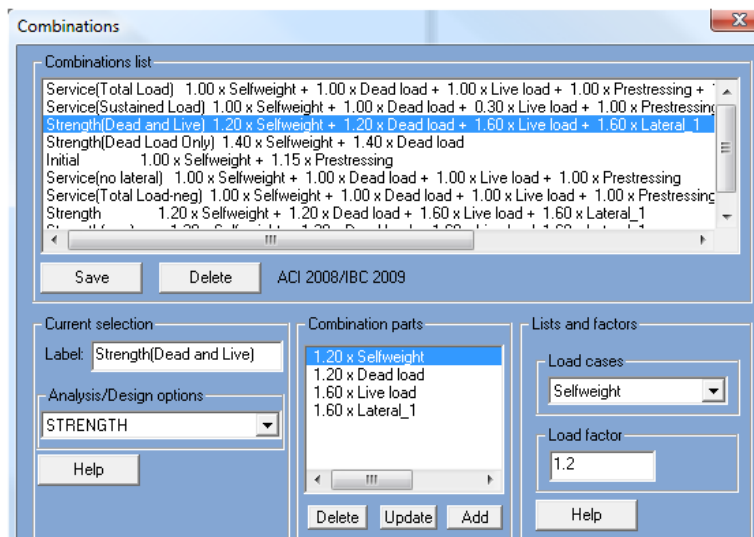 Combinations
Combinations list
Service(Total Load) 1.00 x Selfweight + 1.00 x Dead load + 1.00 x Live load + 1.00 x Prestressing +
Service(Sustained Load) 1.00 x Selfweight + 1.00 x Dead load + 0.30 x Live load + 1.00 x Prestressing
Strength(Dead and Live) 1.20 x Selfweight + 1.20 x Dead load + 1.60 x Live load + 1.60 x Lateral_1
Strength(Dead Load Only) 1.40 x Selfweight + 1.40 x Dead load
Initial 1.00 x Selfweight + 1.15 x Prestressing
Service(no lateral) 1.00 x Selfweight + 1.00 x Dead load + 1.00 x Live load + 1.00 x Prestressing
Service(Total Load-neg) 1.00 x Selfweight + 1.00 x Dead load + 1.00 x Live load + 1.00 x Prestressing
Strength 1.20 x Selfweight + 1.20 x Dead load + 1.60 x Live load + 1.60 x Lateral_1
Save Delete ACI 2008/IBC 2009
Current selection
Label: Strength(Dead and Live)
Analysis/Design options
STRENGTH
Help
Combination parts
1.20 x Selfweight
1.20 x Dead load
1.60 x Live load
1.60 x Lateral_1
Delete Update Add
Lists and factors
Load cases
Selfweight
Load factor
1.2
Help